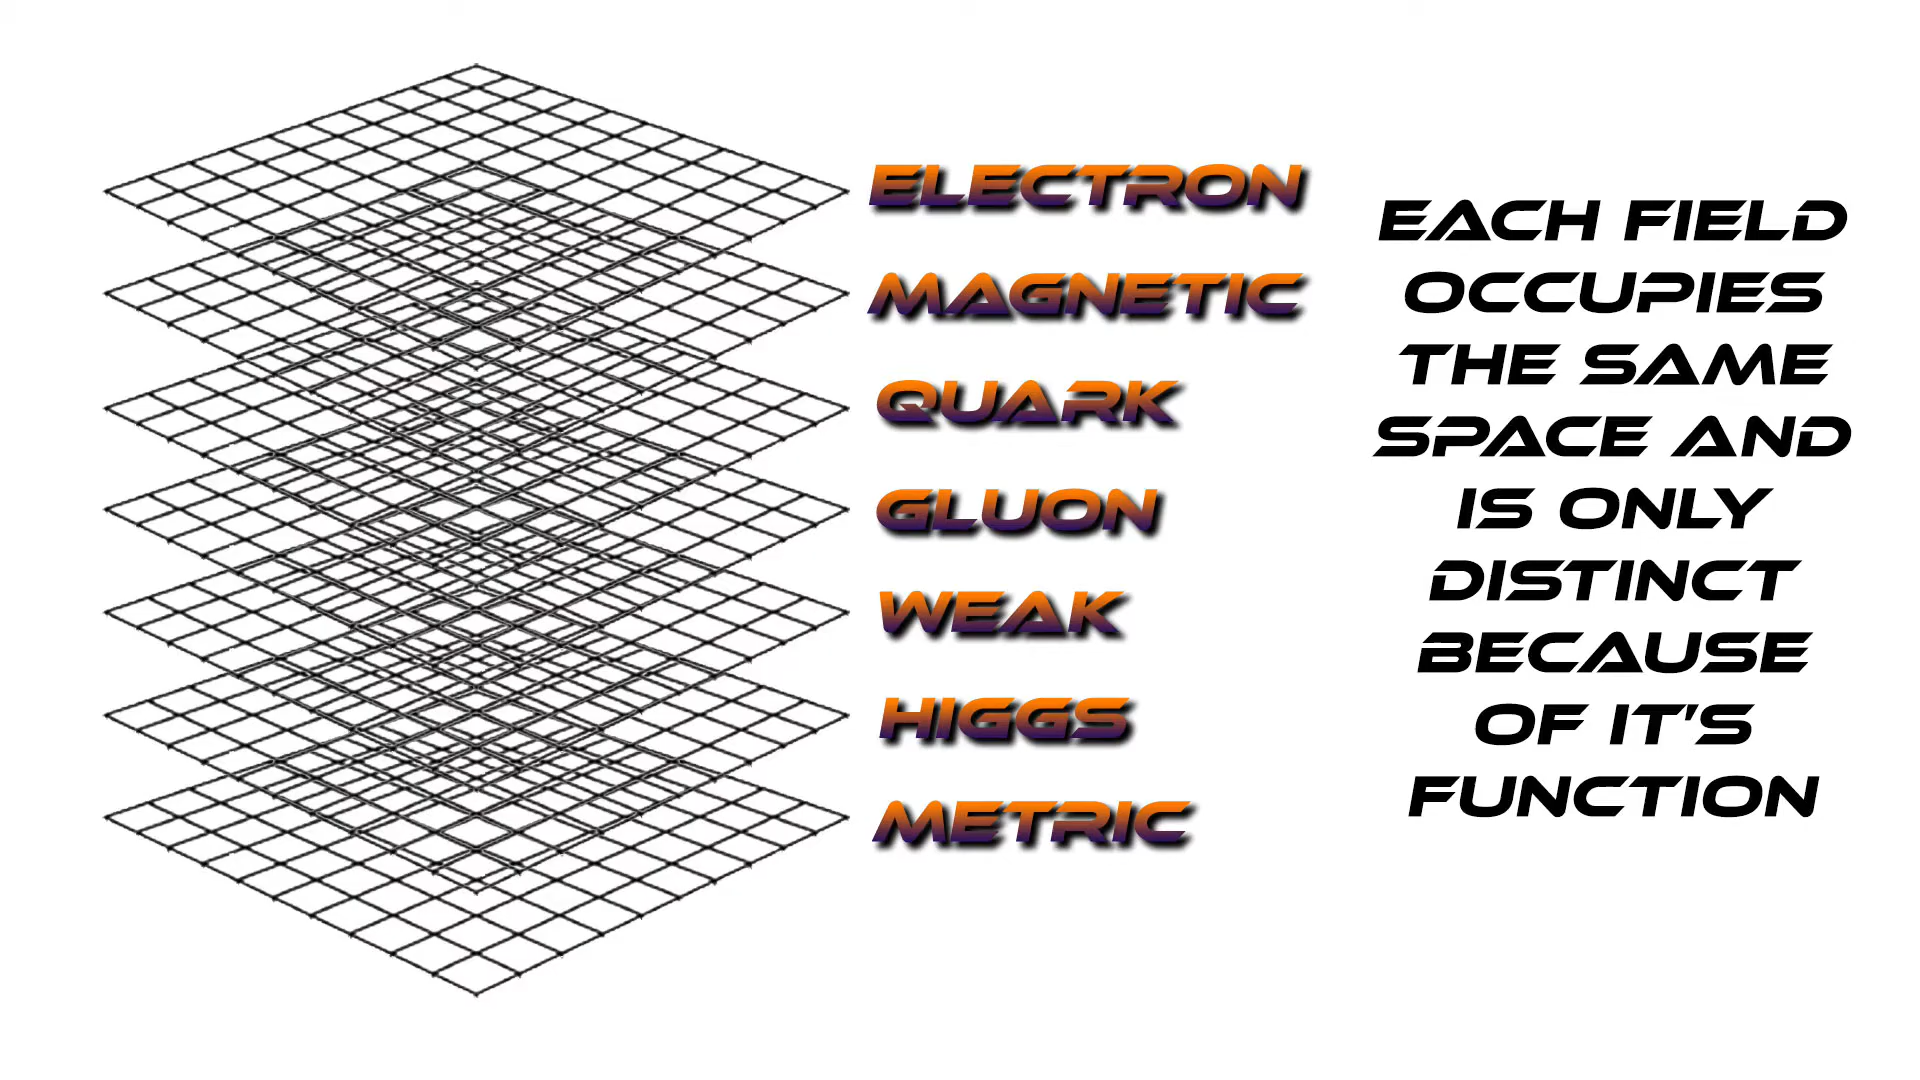 ELECTRON
MAGNETIC
QUARK
GLUON
WEAK
HIGGS
METRIC
EACH FIELD
OCCUPIES
THE SAME
SPACE AND
IS ONLY
DISTINCT
BECAUSE
OF IT'S
FUNCTION